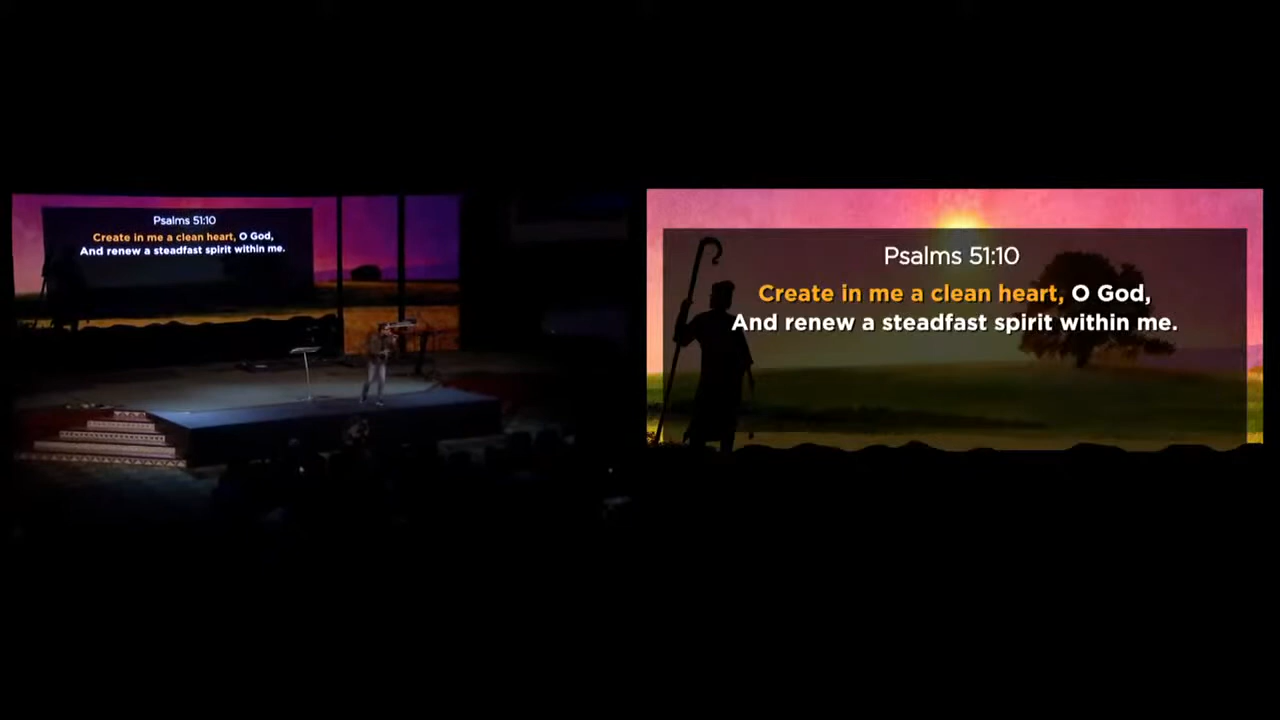 Psalms 51:10
Create in me a clean heart, O God,
And renew a steadfast spirit within me.
Psalms 51:10
Create in me a clean heart, O God,
And renew a steadfast spirit within me.